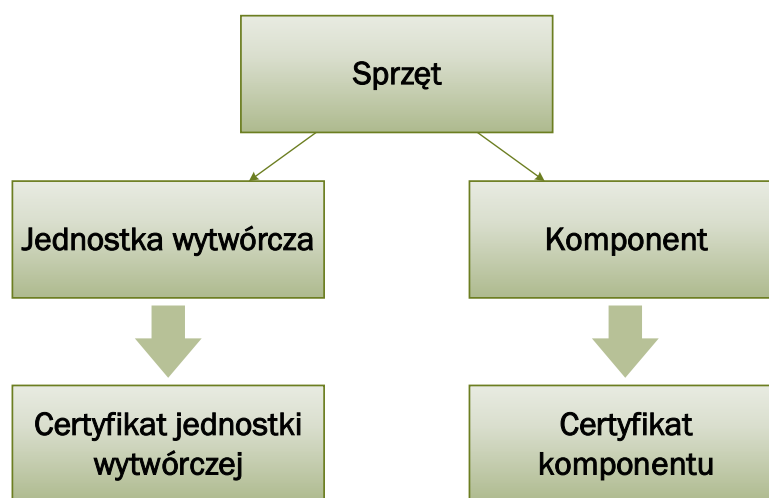 Sprzęt
Jednostka wytwórcza
Komponent
Certyfikat jednostki
wytwórczej
Certyfikat
komponentu